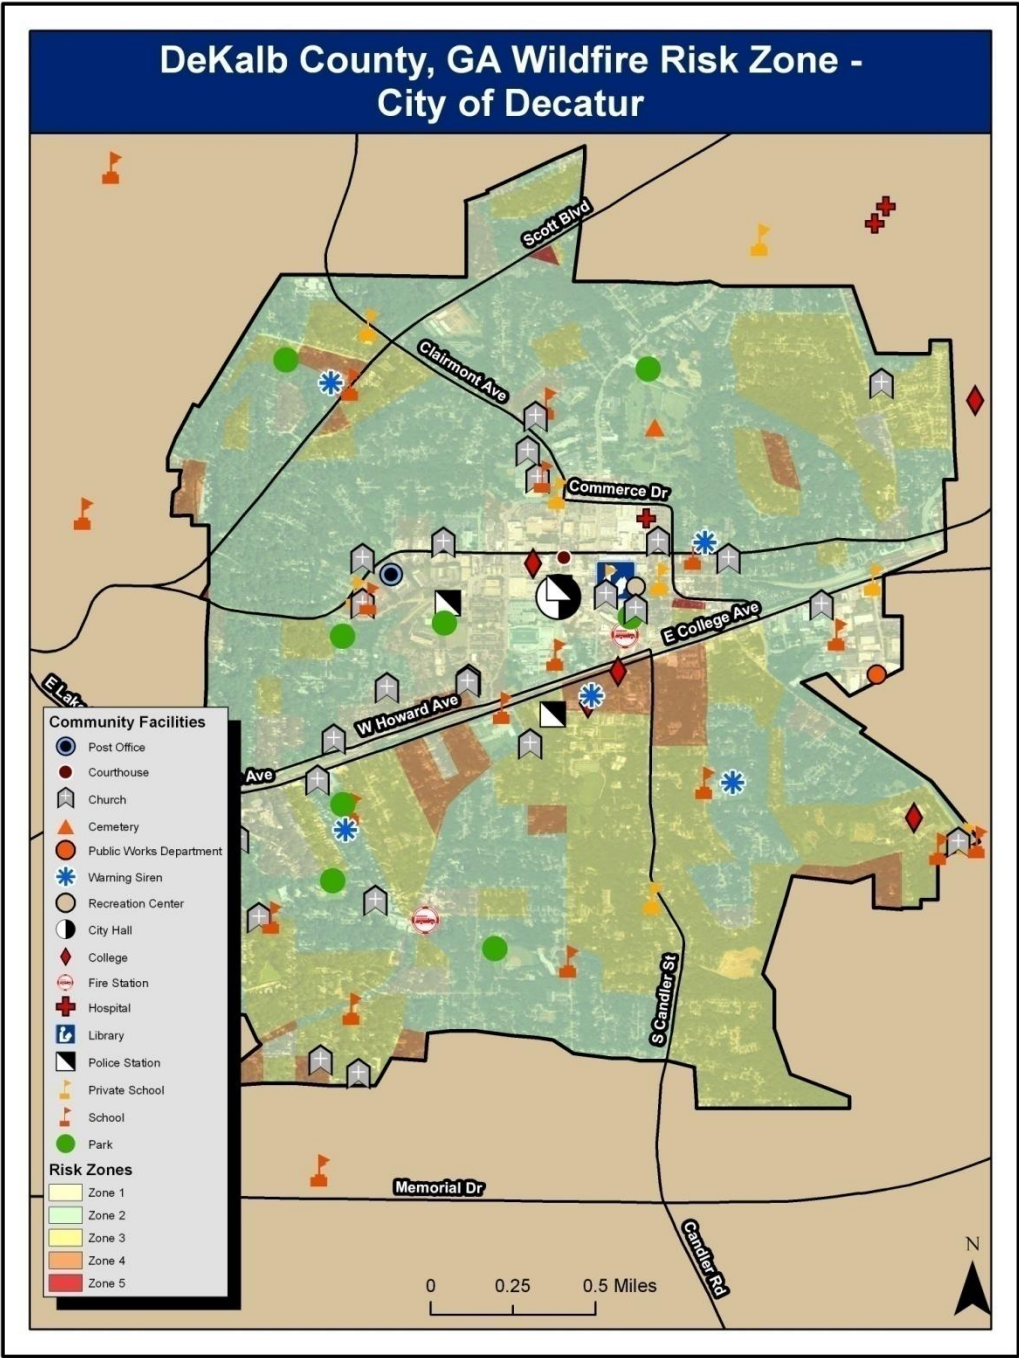 DeKalb County, GA Wildfire Risk Zone -
City of Decatur
Scott Blvd
Clairmont Ave
Commerce Dr
E College Ave
W Howard Ave
E Lake
Ave
S Candler St
Memorial Dr
Candler Rd
Community Facilities
Post Office
Courthouse
Church
Cemetery
Public Works Department
Warning Siren
Recreation Center
City Hall
College
Fire Station
Hospital
Library
Police Station
Private School
School
Park
Risk Zones
Zone 1
Zone 2
Zone 3
Zone 4
Zone 5
0 0.25 0.5 Miles
N